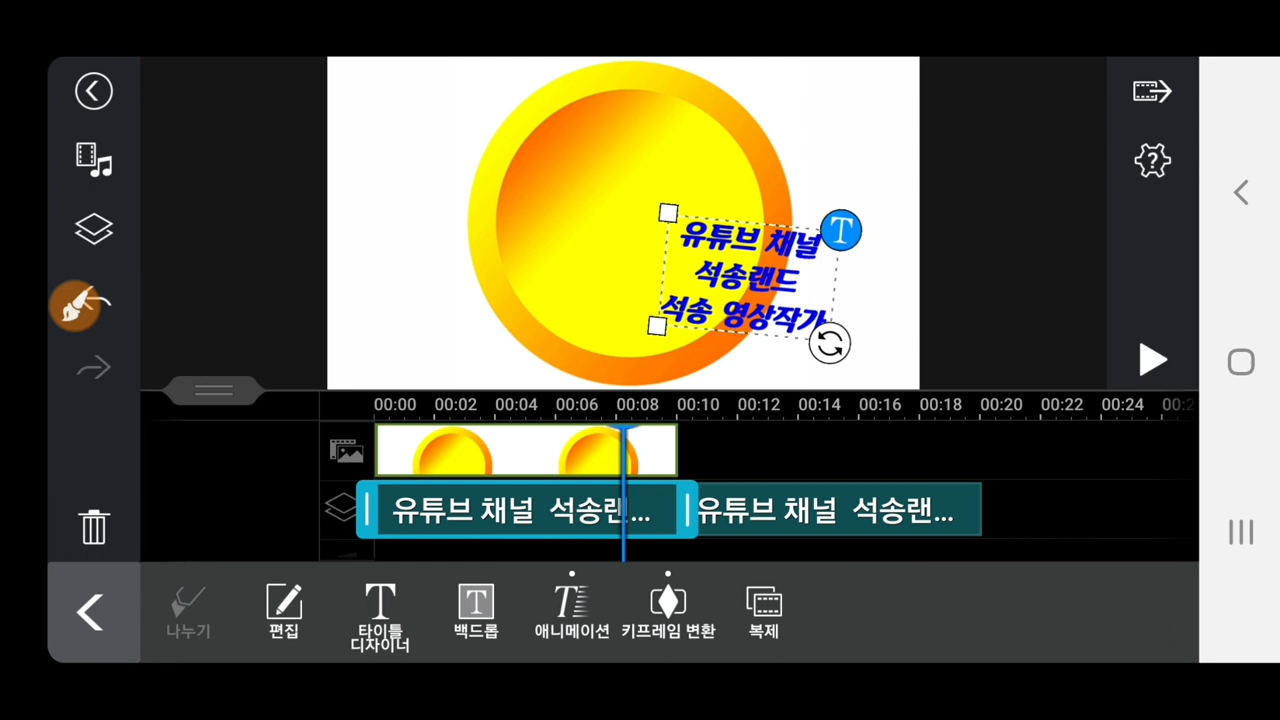 유튜브 채널
석송랜드
석송 영상작가
T
00:00 00:02 00:04 00:06 00:08 00:10 00:12 00:14 00:16 00:18 00:20 00:22 00:24
유튜브 채널 석송랜... 유튜브 채널 석송랜...
나누기 편집 타이틀 디자이너 백드롭 애니메이션 키프레임 변환 복제